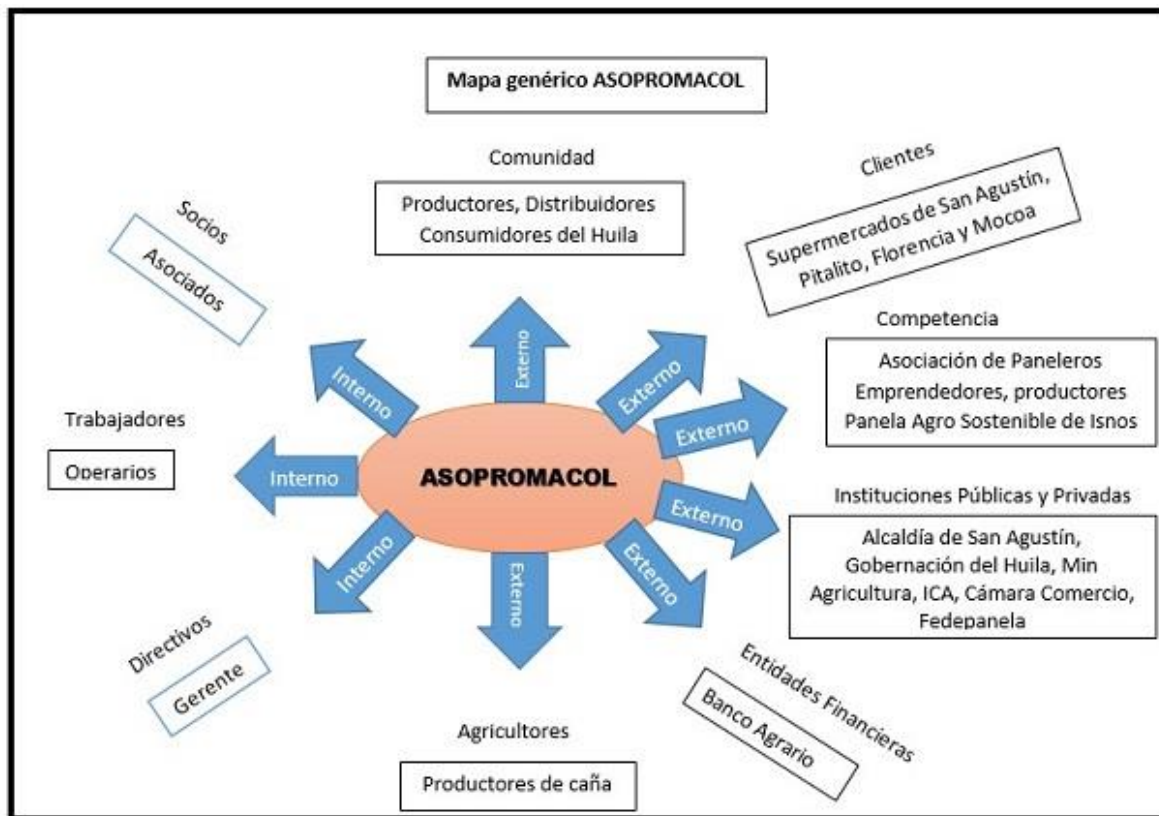 Mapa genérico ASOPROMACOL
Comunidad
Productores, Distribuidores
Consumidores del Huila
Clientes
Supermercados de San Agustín,
Pitalito, Florencia y Mocoa
Socios
Asociados
Competencia
Asociación de Paneleros
Emprendedores, productores
Panela Agro Sostenible de Isnos
Trabajadores
Operarios
Instituciones Públicas y Privadas
Alcaldía de San Agustín,
Gobernación del Huila, Min
Agricultura, ICA, Cámara Comercio,
Fedepanela
Directivos
Gerente
Agricultores
Productores de caña
Entidades Financieras
Banco Agrario
ASOPROMACOL
Interno
Interno
Interno
Externo
Externo
Externo
Externo
Externo
Externo